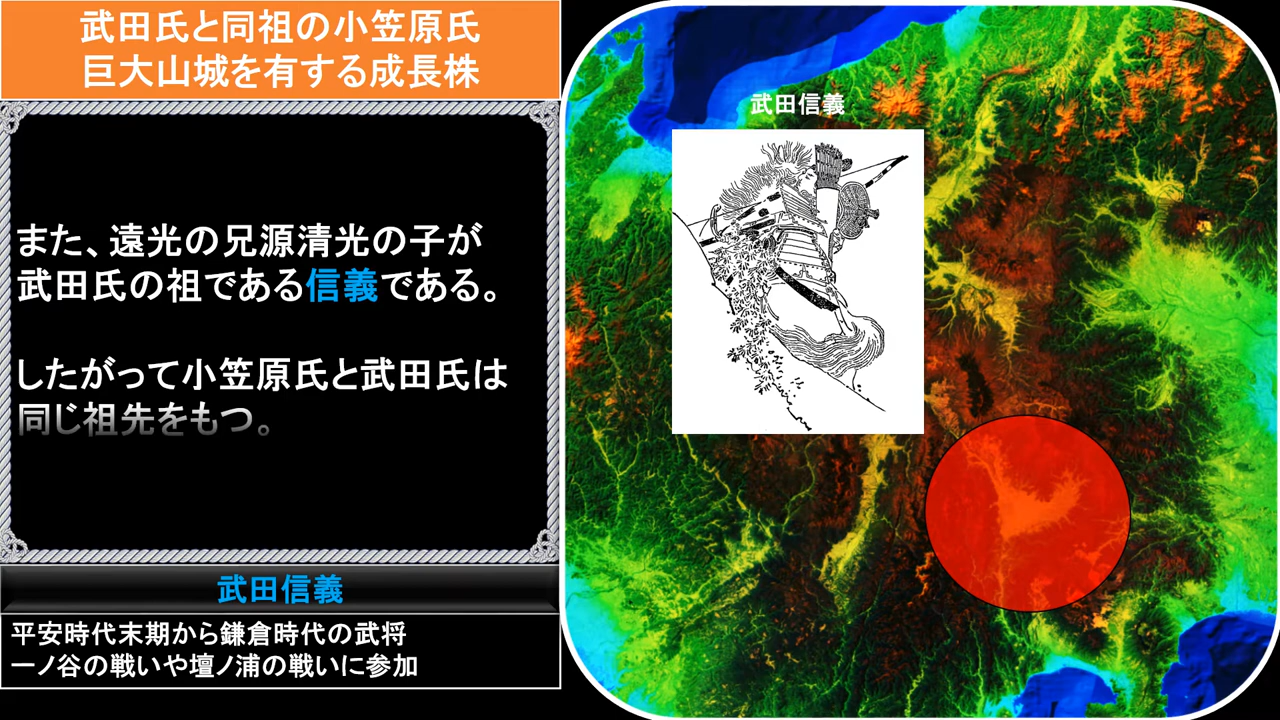 武田氏と同祖の小笠原氏
巨大山城を有する成長株
また、遠光の兄源清光の子が
武田氏の祖である信義である。
したがって小笠原氏と武田氏は
同じ祖先をもつ。
武田信義
平安時代末期から鎌倉時代の武将
一ノ谷の戦いや壇ノ浦の戦いに参加
武田信義